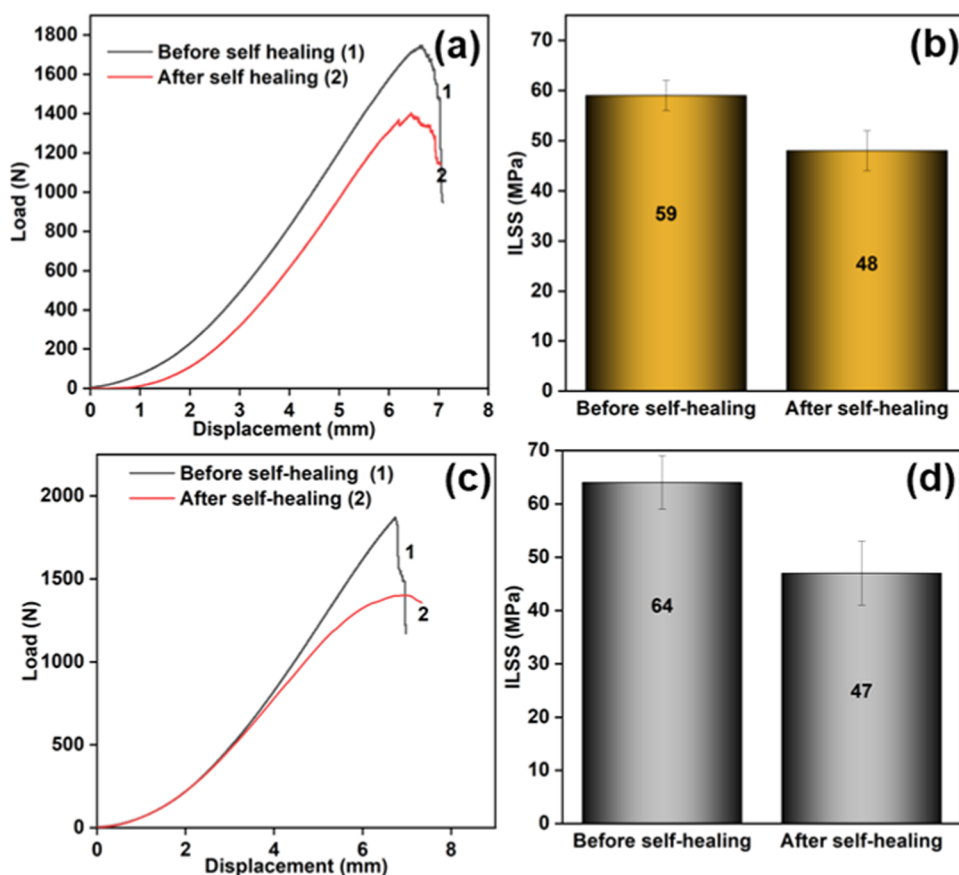 (a)
Before self healing (1)
After self healing (2)
1
2
Load (N)
1800
1600
1400
1200
1000
800
600
400
200
0
0 1 2 3 4 5 6 7 8
Displacement (mm)
(b)
ILSS (MPa)
70
60
50
40
30
20
10
0
59
48
Before self-healing After self-healing
(c)
Before self-healing (1)
After self-healing (2)
1
2
Load (N)
2000
1500
1000
500
0
0 2 4 6 8
Displacement (mm)
(d)
ILSS (MPa)
70
60
50
40
30
20
10
0
64
47
Before self-healing After self-healing